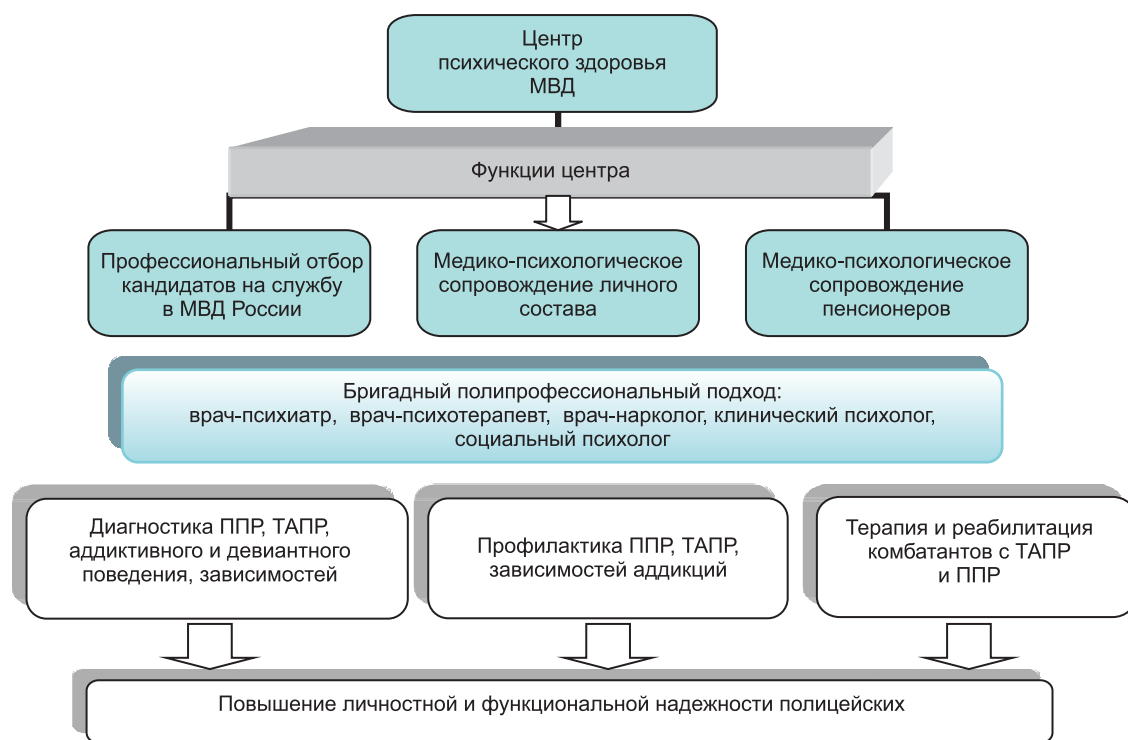 Центр
психического здоровья
МВД
Функции центра
Профессиональный отбор
кандидатов на службу
в МВД России
Медико-психологическое
сопровождение личного
состава
Медико-психологическое
сопровождение
пенсионеров
Бригадный полипрофессиональный подход:
врач-психиатр, врач-психотерапевт, врач-нарколог, клинический психолог,
социальный психолог
Диагностика ППР, ТАПР,
аддиктивного и девиантного
поведения, зависимостей
Профилактика ППР, ТАПР,
зависимостей аддикций
Терапия и реабилитация
комбатантов с ТАПР
и ППР
Повышение личностной и функциональной надежности полицейских